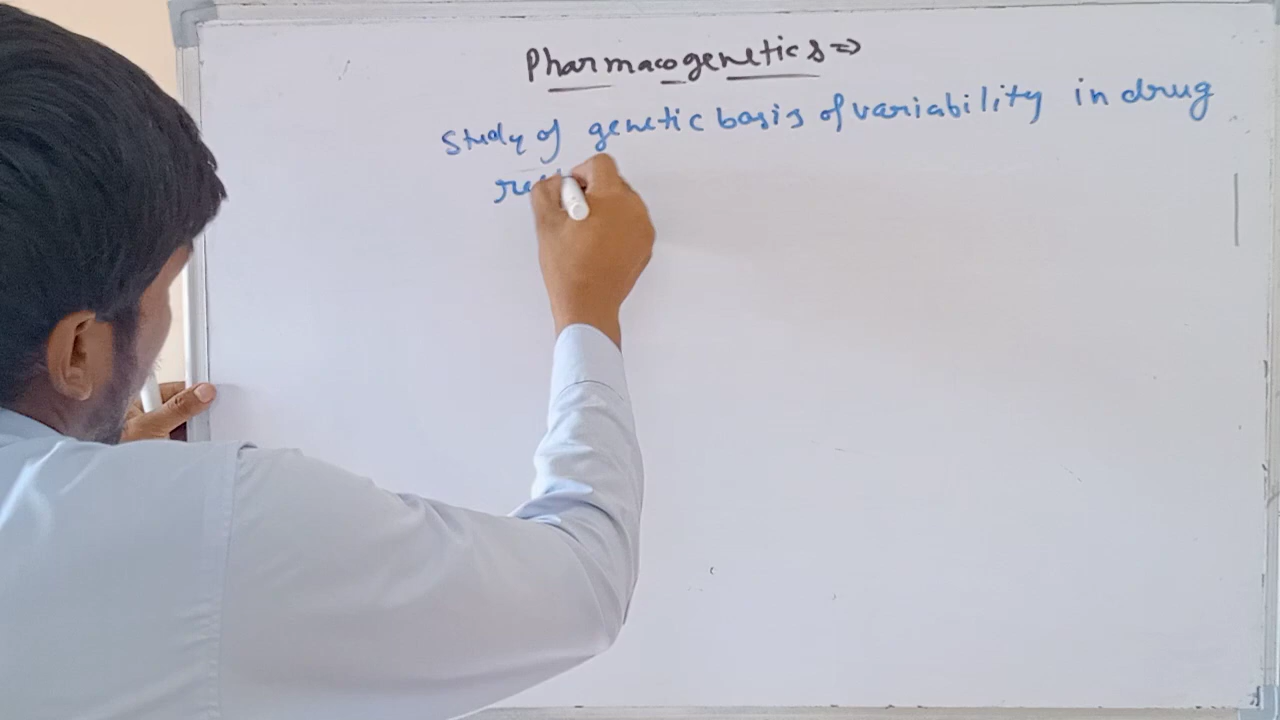 Pharmacogenetics =>
Study of genetic basis of variability in drug